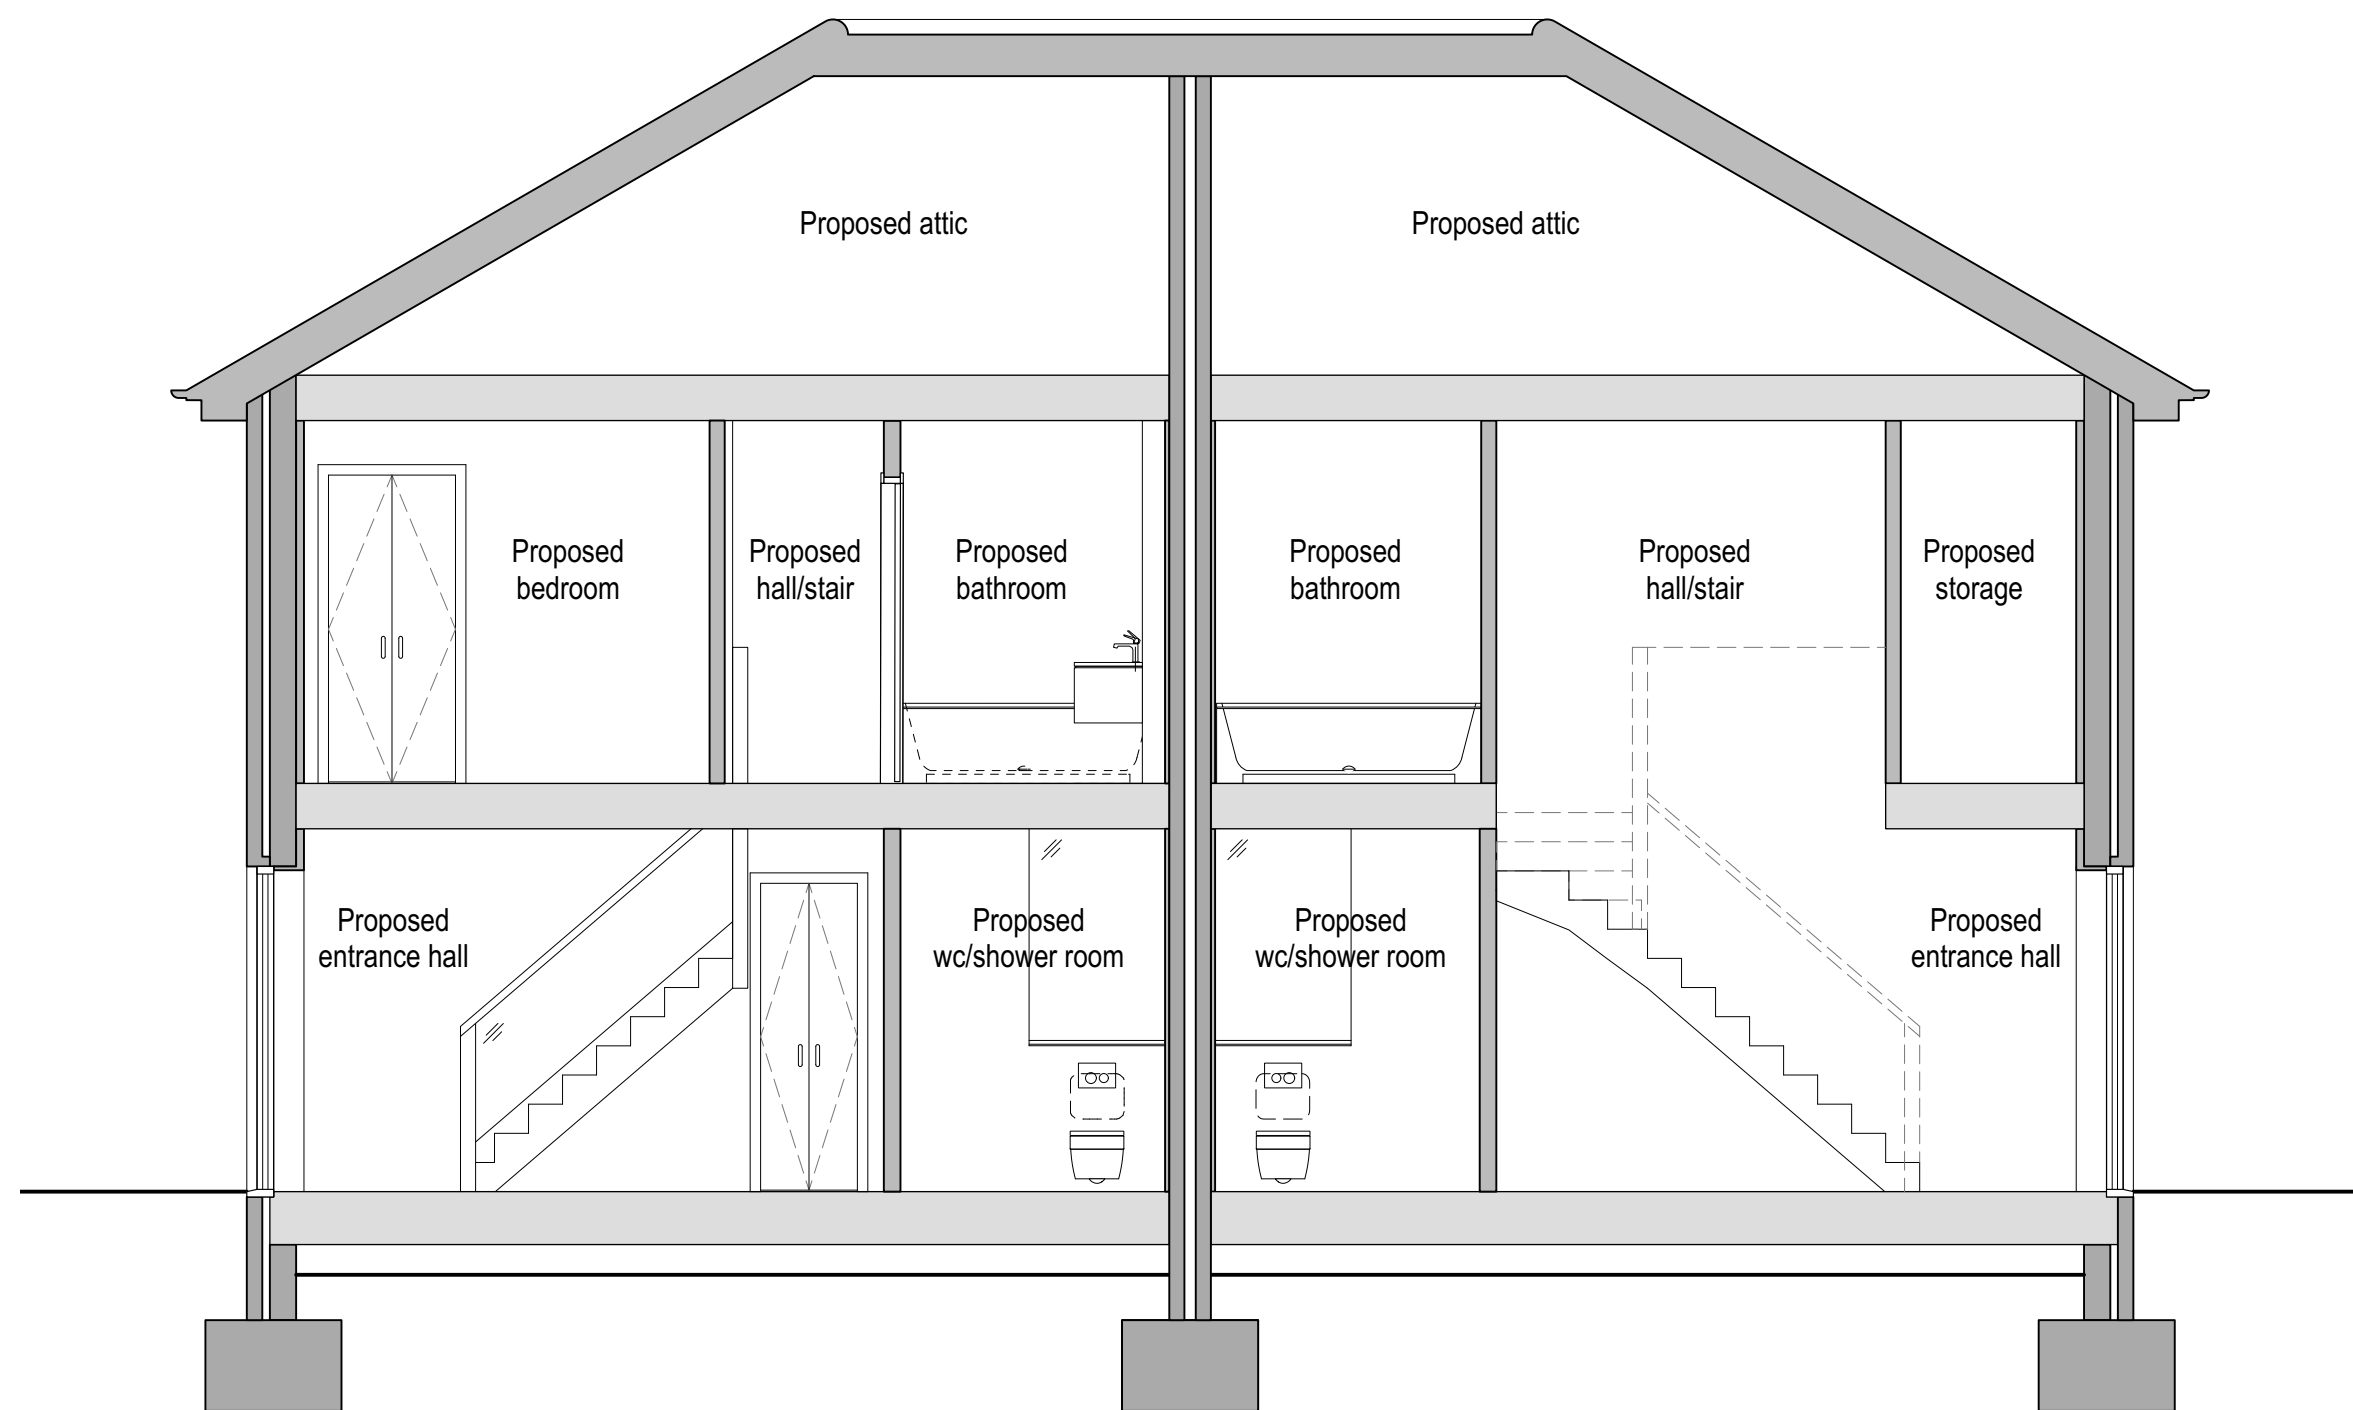 Proposed attic
Proposed attic
Proposed
bedroom
Proposed
hall/stair
Proposed
bathroom
Proposed
bathroom
Proposed
hall/stair
Proposed
storage
Proposed
entrance hall
Proposed
wc/shower room
Proposed
wc/shower room
Proposed
entrance hall